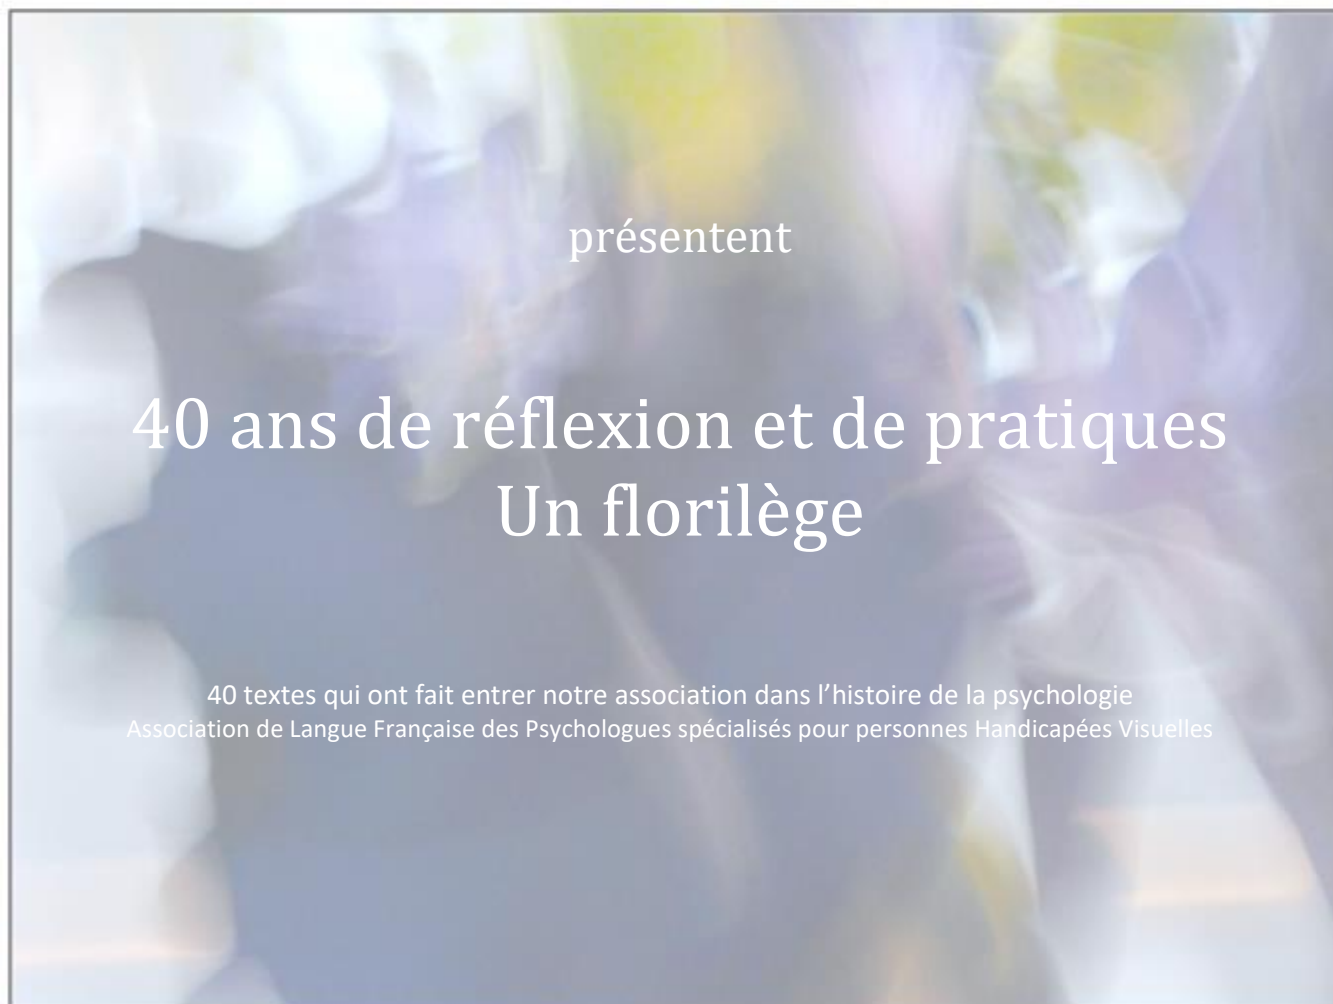 présentent
40 ans de réflexion et de pratiques
Un florilège
40 textes qui ont fait entrer notre association dans l’histoire de la psychologie
Association de Langue Française des Psychologues spécialisés pour personnes Handicapées Visuelles